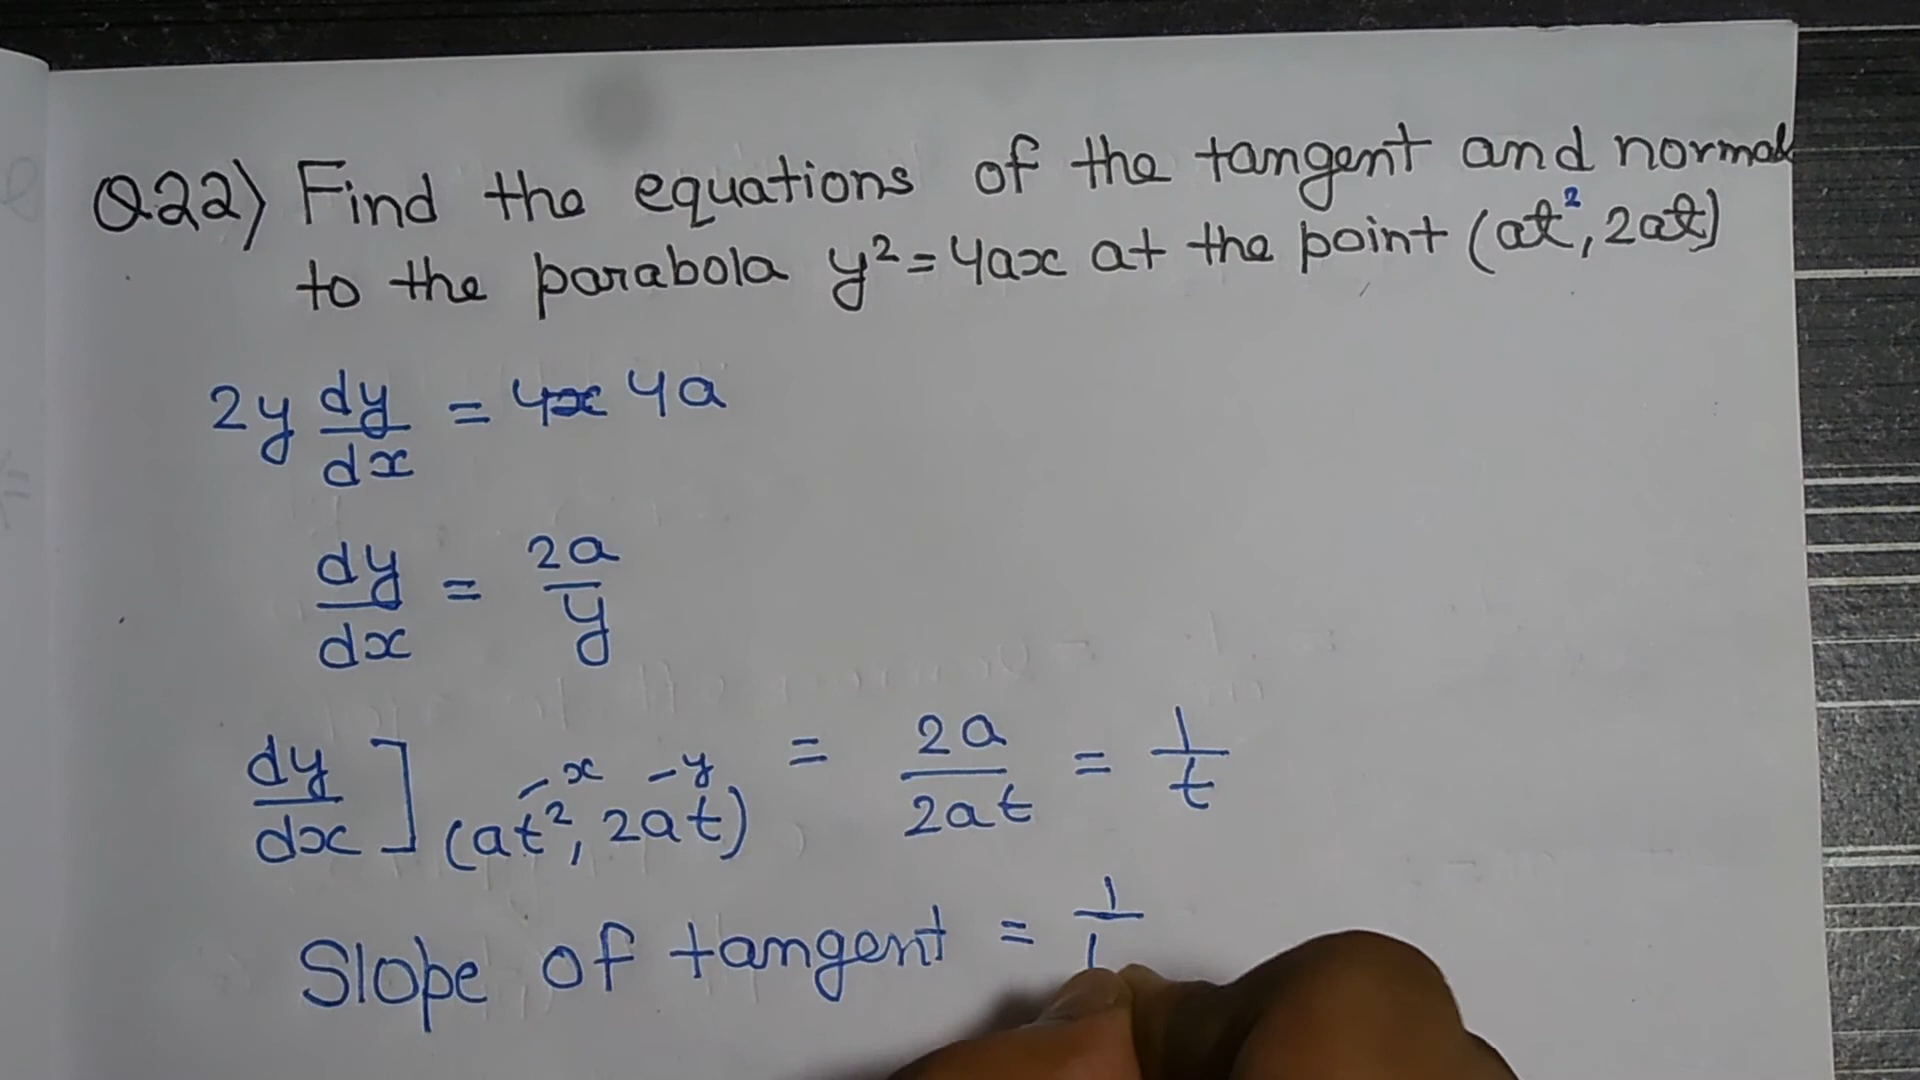 Q22) Find the equations of the tangent and normal
to the parabola y² = 4ax at the point (at², 2at)
2y dy/dx = 4x 4a
dy/dx = 2a/y
dy/dx ](at², 2at) = 2a/2at = 1/t
- x - y
Slope of tangent = 1/